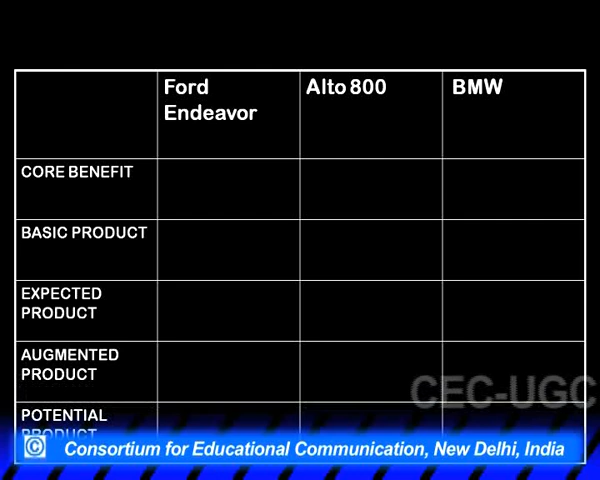 Ford Endeavor
Alto 800
BMW
CORE BENEFIT
BASIC PRODUCT
EXPECTED
PRODUCT
AUGMENTED
PRODUCT
CEC-UGC
POTENTIAL
PRODUCT
© Consortium for Educational Communication, New Delhi, India